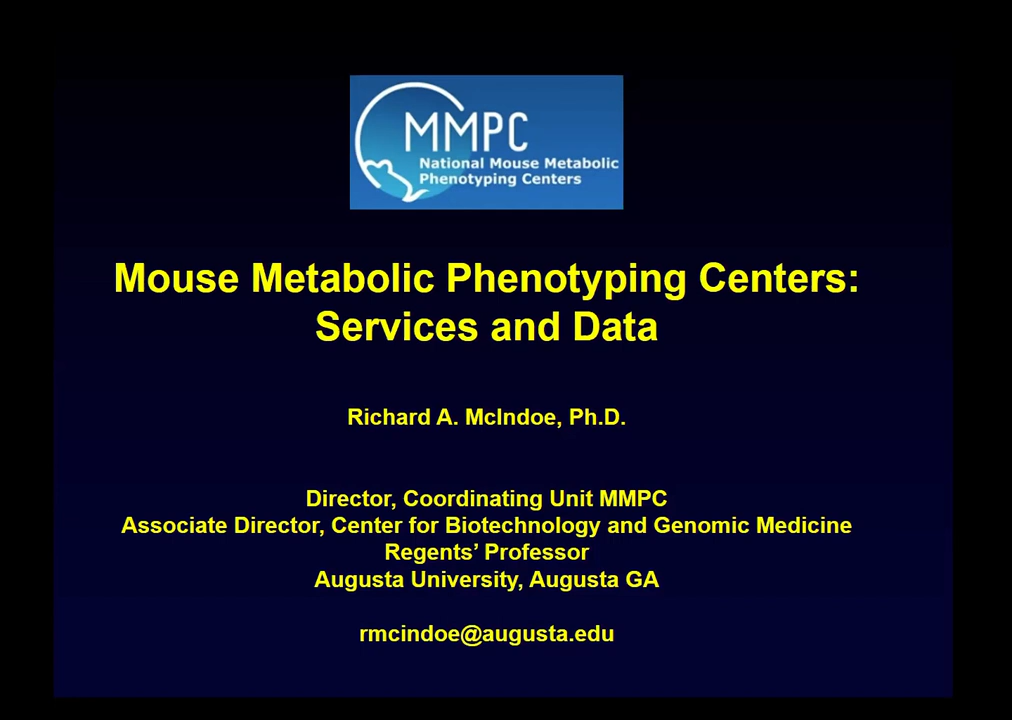 MMPC
National Mouse Metabolic
Phenotyping Centers
Mouse Metabolic Phenotyping Centers:
Services and Data
Richard A. McIndoe, Ph.D.
Director, Coordinating Unit MMPC
Associate Director, Center for Biotechnology and Genomic Medicine
Regents’ Professor
Augusta University, Augusta GA
rmcindoe@augusta.edu